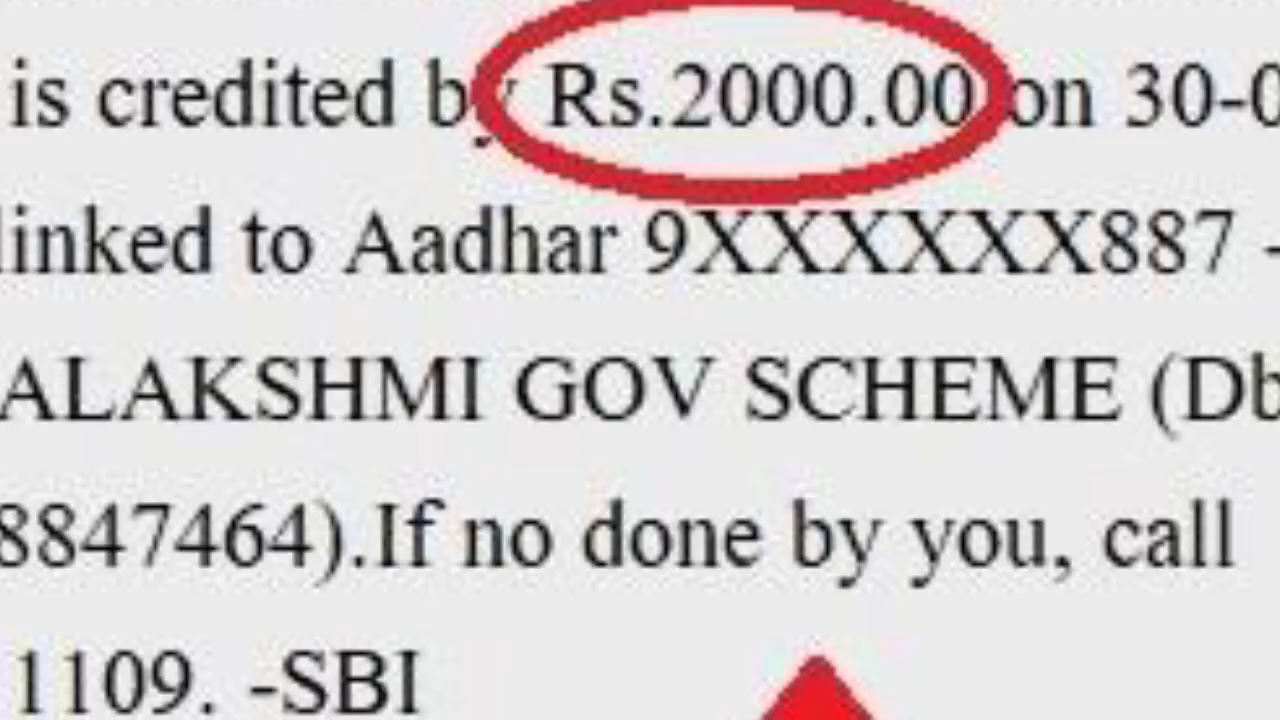 is credited by Rs.2000.00 on 30-0
linked to Aadhar 9XXXXXX887 -
ALAKSHMI GOV SCHEME (Db
8847464).If no done by you, call
1109. -SBI